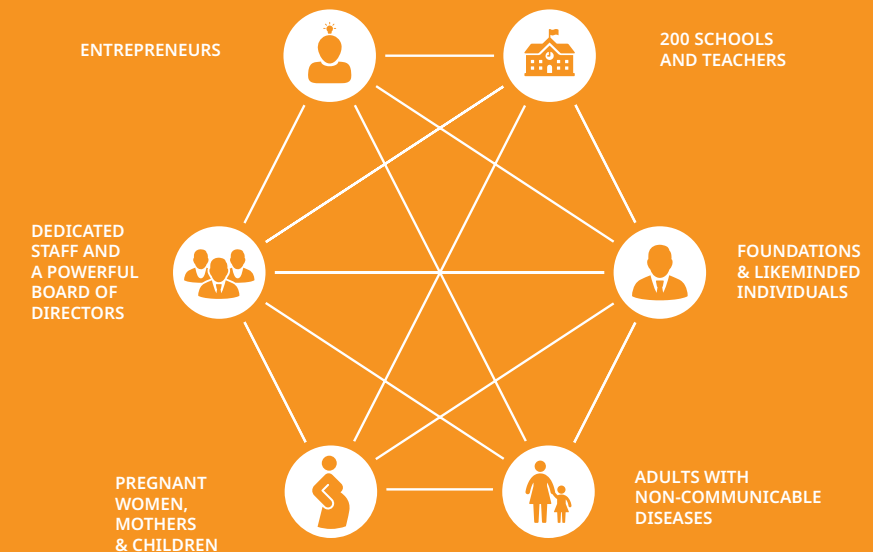 ENTREPRENEURS
200 SCHOOLS
AND TEACHERS
DEDICATED
STAFF AND
A POWERFUL
BOARD OF
DIRECTORS
FOUNDATIONS
& LIKEMINDED
INDIVIDUALS
PREGNANT
WOMEN,
MOTHERS
& CHILDREN
ADULTS WITH
NON-COMMUNICABLE
DISEASES